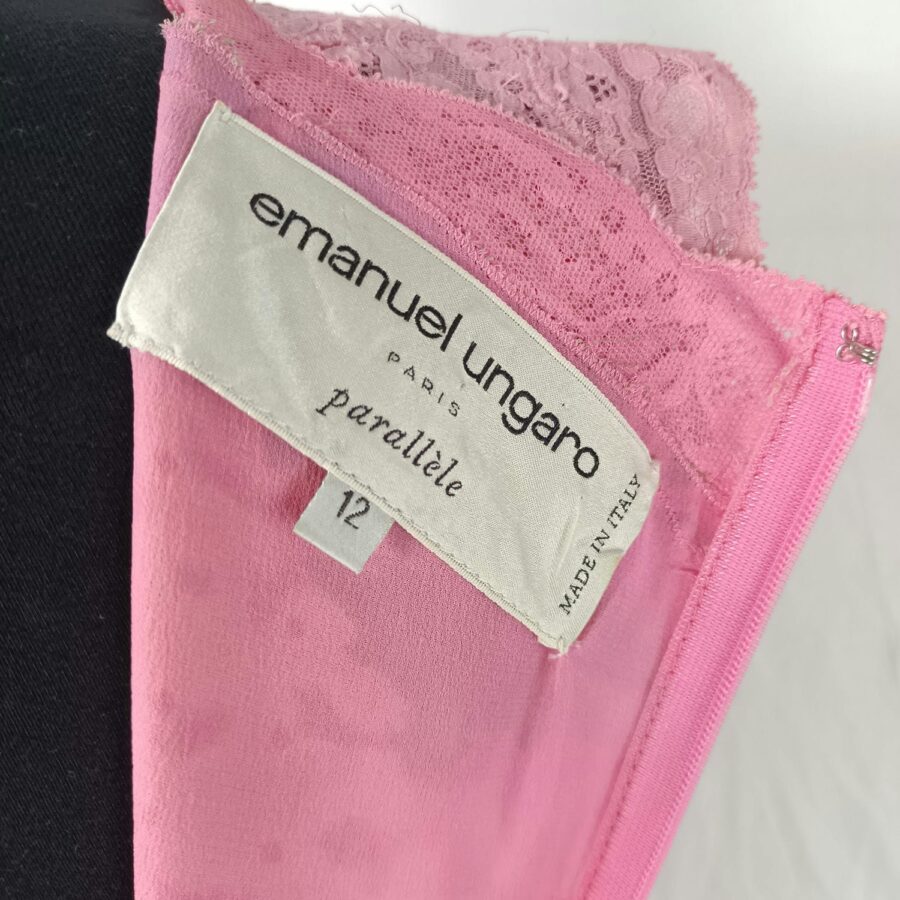 emanuel ungaro
PARIS
parallèle
MADE IN ITALY
12